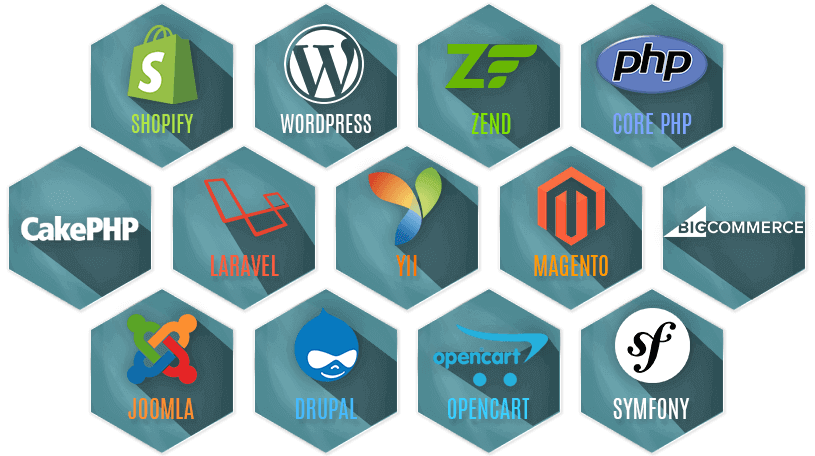 S
SHOPIFY
W
WORDPRESS
ZF
ZEND
php
CORE PHP
CakePHP
LARAVEL
YII
MAGENTO
BIGCOMMERCE
JOOMLA
DRUPAL
opencart
OPENCART
sf
SYMFONY